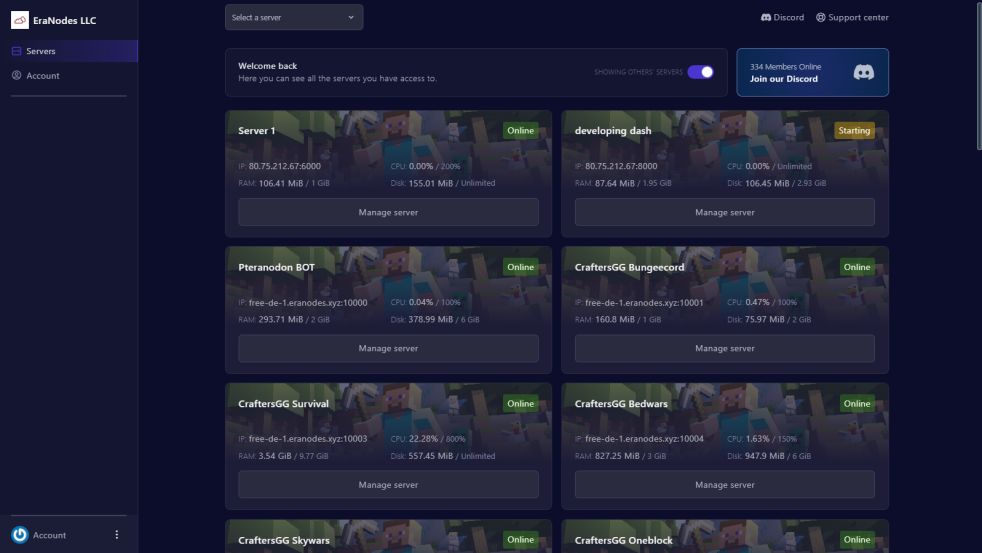 EraNodes LLC
Servers
Account
Select a server
Discord
Support center
Welcome back
Here you can see all the servers you have access to.
SHOWING OTHERS' SERVERS
334 Members Online
Join our Discord
Server 1
Online
IP: 80.75.212.67:6000
CPU: 0.00% / 200%
RAM: 106.41 MiB / 1 GiB
Disk: 155.01 MiB / Unlimited
Manage server
developing dash
Starting
IP: 80.75.212.67:8000
CPU: 0.00% / Unlimited
RAM: 87.64 MiB / 1.95 GiB
Disk: 106.45 MiB / 2.93 GiB
Manage server
Pteranodon BOT
Online
IP: free-de-1.eranodes.xyz:10000
CPU: 0.04% / 100%
RAM: 293.71 MiB / 2 GiB
Disk: 378.99 MiB / 6 GiB
Manage server
CraftersGG Bungeecord
Online
IP: free-de-1.eranodes.xyz:10001
CPU: 0.47% / 100%
RAM: 160.8 MiB / 1 GiB
Disk: 75.97 MiB / 2 GiB
Manage server
CraftersGG Survival
Online
IP: free-de-1.eranodes.xyz:10003
CPU: 22.28% / 800%
RAM: 3.54 GiB / 9.77 GiB
Disk: 557.45 MiB / Unlimited
Manage server
CraftersGG Bedwars
Online
IP: free-de-1.eranodes.xyz:10004
CPU: 1.63% / 150%
RAM: 827.25 MiB / 3 GiB
Disk: 947.9 MiB / 6 GiB
Manage server
CraftersGG Skywars
Online
CraftersGG Oneblock
Online
Account